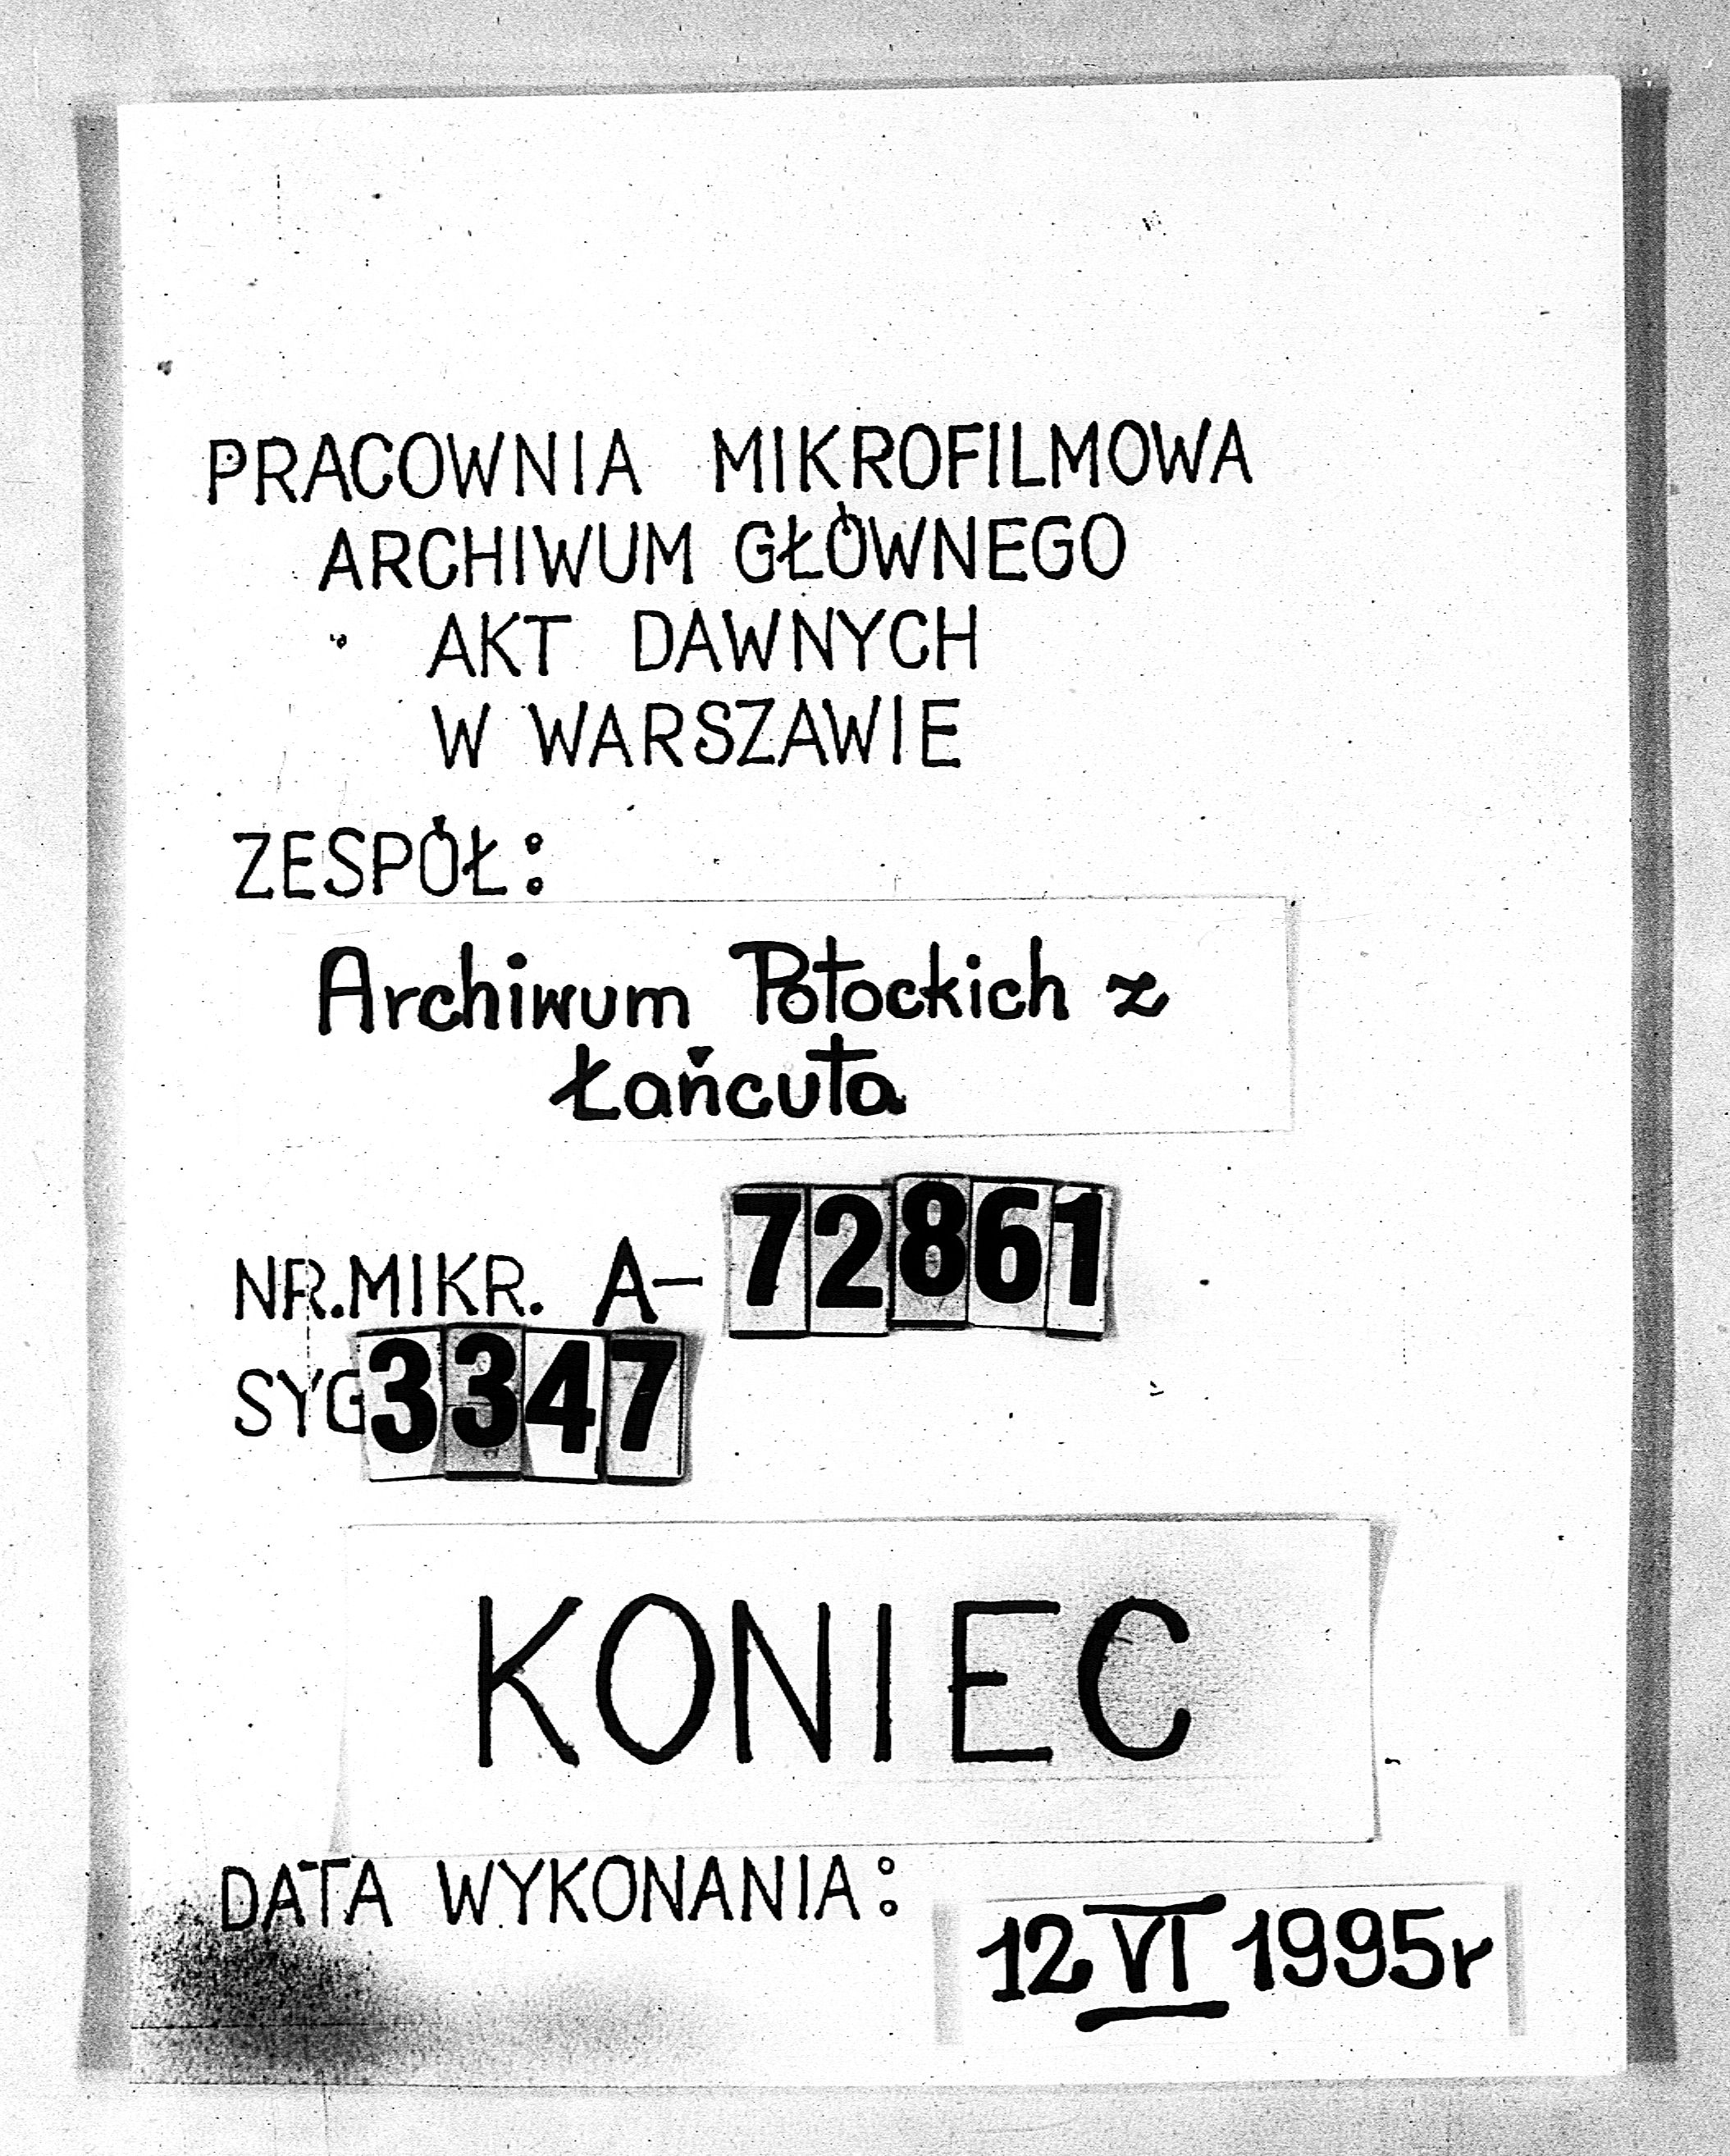 PRACOWNIA MIKROFILMOWA
ARCHIWUM GŁÓWNEGO
AKT DAWNYCH
W WARSZAWIE
ZESPÓŁ:
Archiwum Potockich z
Łańcuta
NR.MIKR. A- 72861
SYG 3347
KONIEC
DATA WYKONANIA:
12 VI 1995r